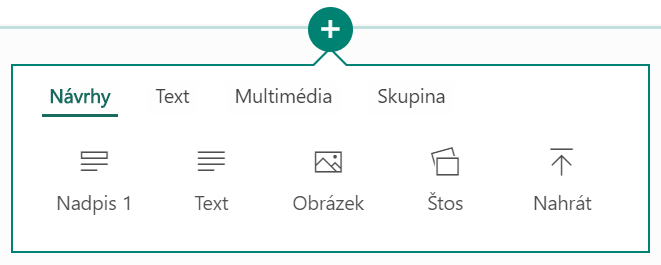 Návrhy Text Multimédia Skupina
Nadpis 1 Text Obrázek Štos Nahrát